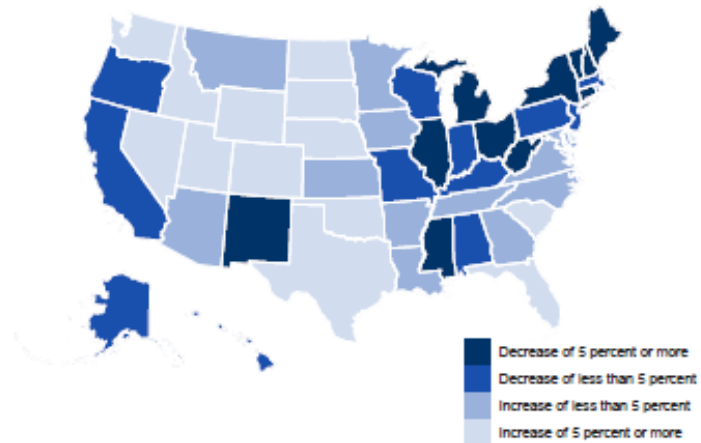 Decrease of 5 percent or more
Decrease of less than 5 percent
Increase of less than 5 percent
Increase of 5 percent or more